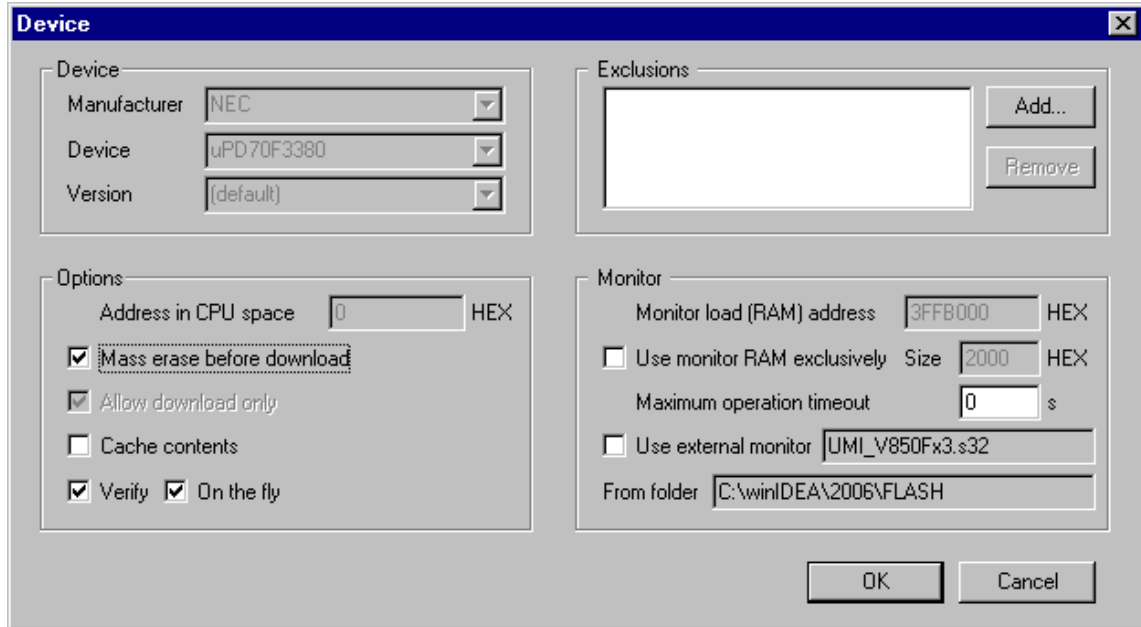 Device
Device
Manufacturer NEC
Device uPD70F3380
Version (default)
Exclusions
Add...
Remove
Options
Address in CPU space 0 HEX
Mass erase before download
Allow download only
Cache contents
Verify On the fly
Monitor
Monitor load (RAM) address 3FFB000 HEX
Use monitor RAM exclusively Size 2000 HEX
Maximum operation timeout 0 s
Use external monitor UMI_V850Fx3.s32
From folder C:\winIDEA\2006\FLASH
OK Cancel